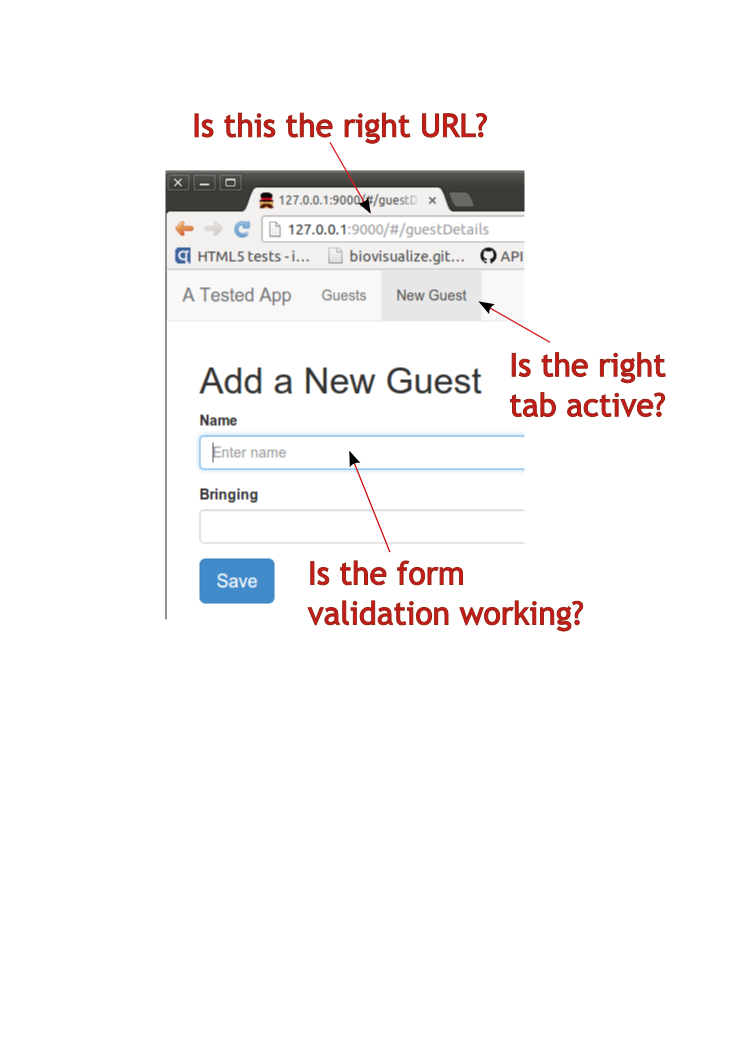 Is this the right URL?
127.0.0.1:9000/#/guestD
127.0.0.1:9000/#/guestDetails
HTML5 tests - i... biovisualize.git... API
A Tested App Guests New Guest
Is the right
tab active?
Add a New Guest
Name
Enter name
Bringing
Save
Is the form
validation working?